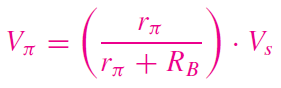 V_π = ( r_π / (r_π + R_B) ) · V_s